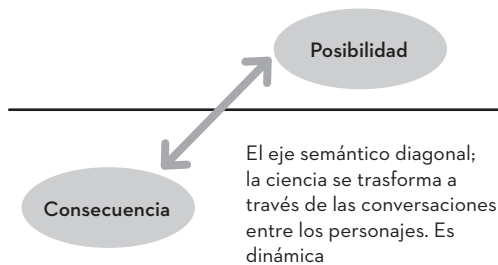 Posibilidad
El eje semántico diagonal;
la ciencia se trasforma a
través de las conversaciones
entre los personajes. Es
dinámica
Consecuencia